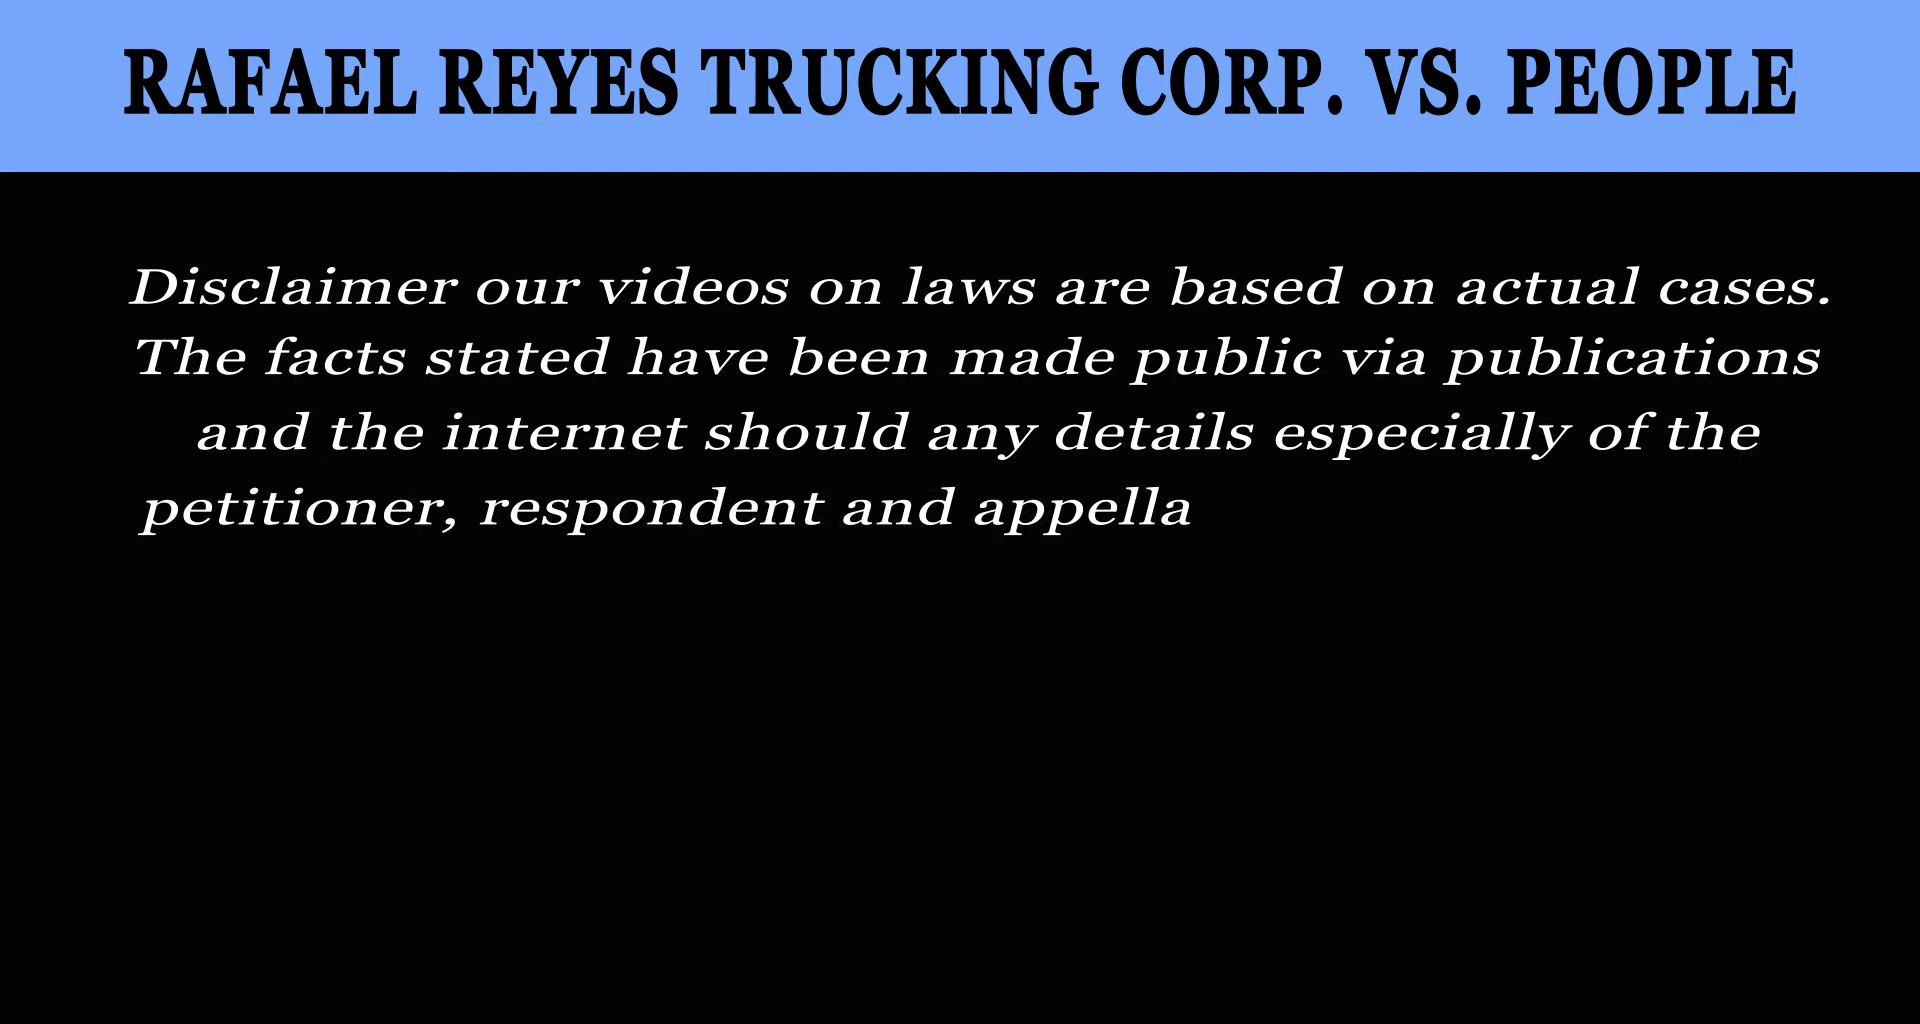 RAFAEL REYES TRUCKING CORP. VS. PEOPLE
Disclaimer our videos on laws are based on actual cases.
The facts stated have been made public via publications
and the internet should any details especially of the
petitioner, respondent and appella